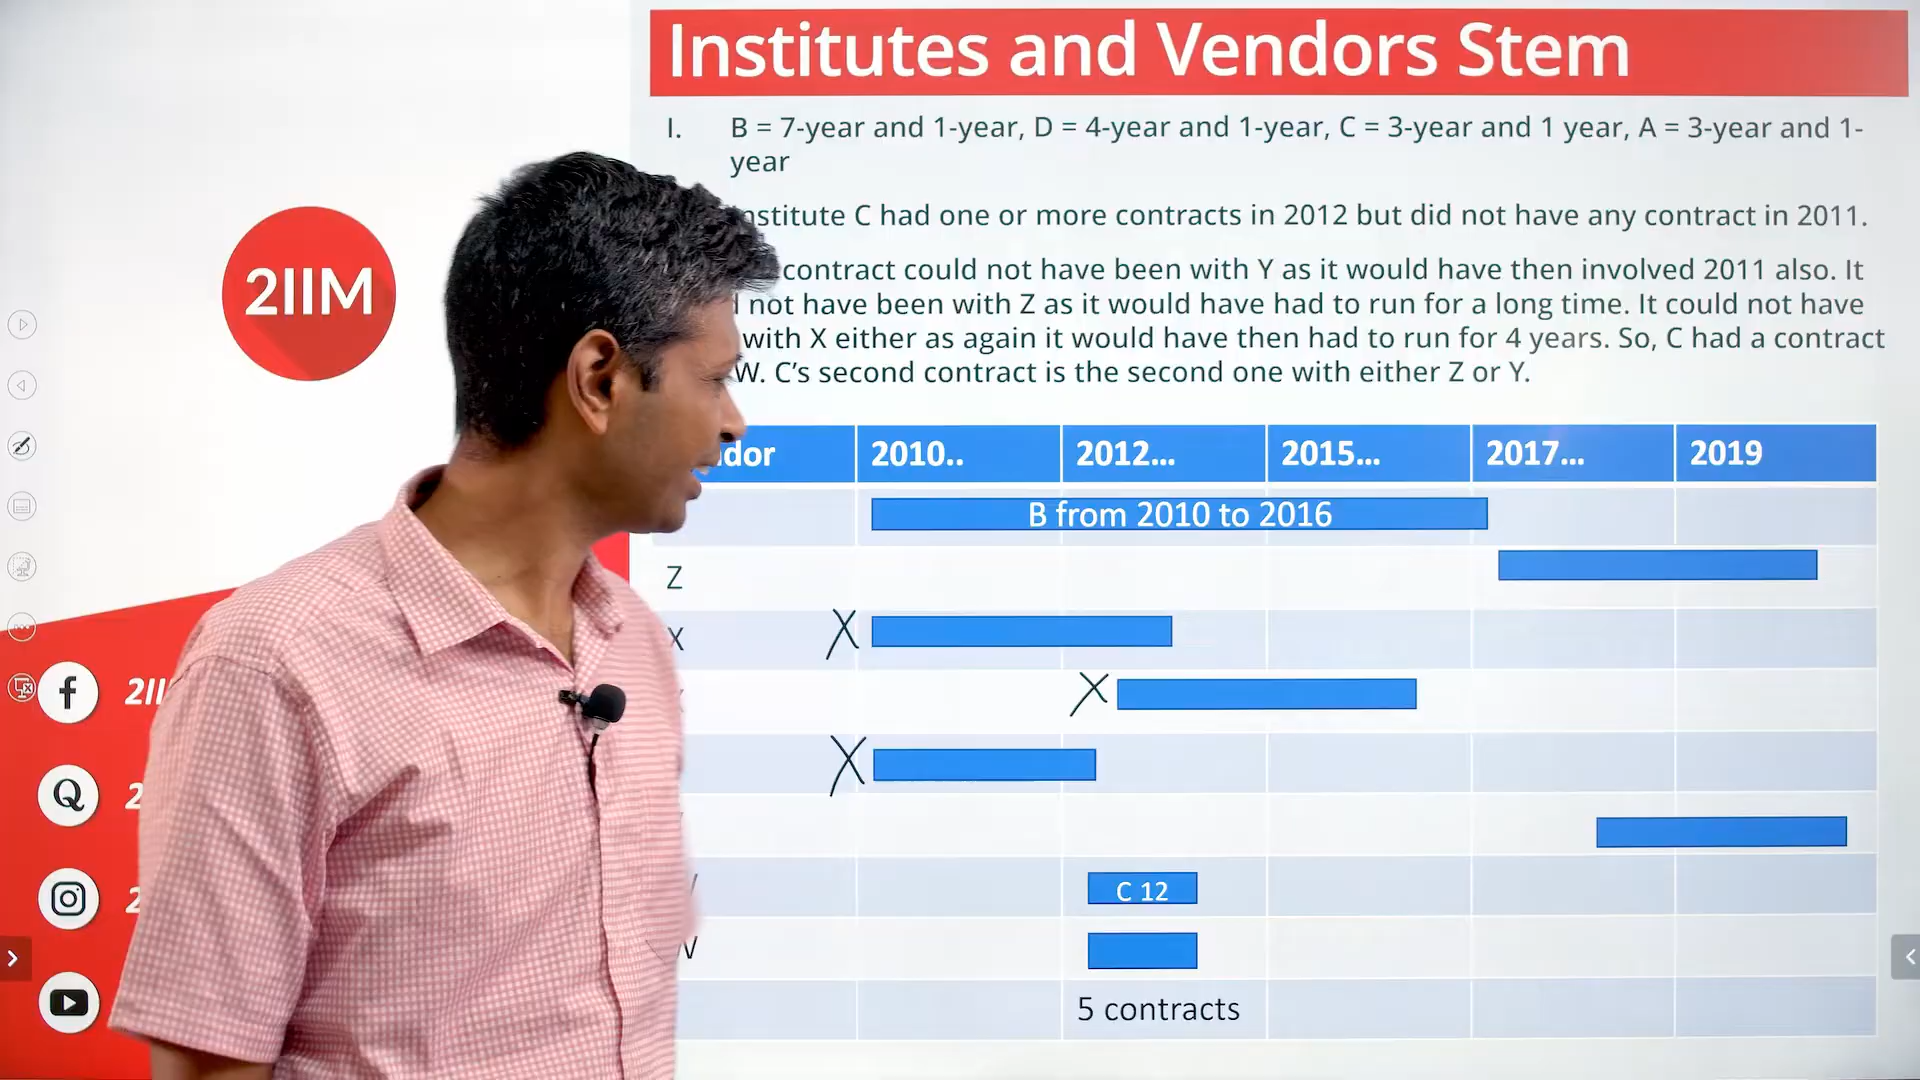 Institutes and Vendors Stem
I. B = 7-year and 1-year, D = 4-year and 1-year, C = 3-year and 1 year, A = 3-year and 1-
year
nstitute C had one or more contracts in 2012 but did not have any contract in 2011.
contract could not have been with Y as it would have then involved 2011 also. It
not have been with Z as it would have had to run for a long time. It could not have
with X either as again it would have then had to run for 4 years. So, C had a contract
W. C's second contract is the second one with either Z or Y.
2IIM
dor 2010.. 2012... 2015... 2017... 2019
B from 2010 to 2016
Z
X X
X
X
C 12
5 contracts
2II
2
2